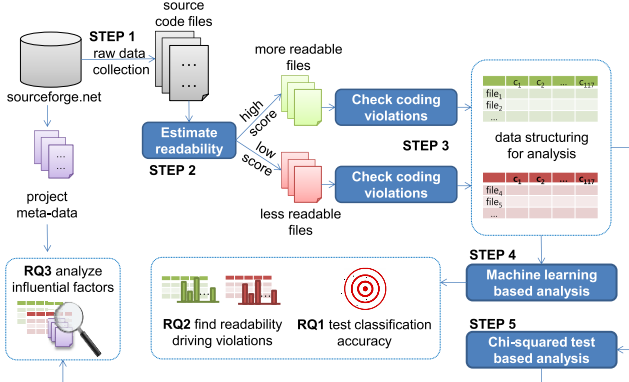 source
code files
STEP 1
raw data
collection
sourceforge.net
... ...
... ...
more readable
files
Check coding
violations
high
score
Estimate
readability
STEP 2
low
score
STEP 3
Check coding
violations
less readable
files
c1 c2 ... c117
file1
file2
...
data structuring
for analysis
c1 c2 ... c117
file4
file5
...
... ...
... ...
project
meta-data
STEP 4
Machine learning
based analysis
RQ3 analyze
influential factors
RQ2 find readability
driving violations
RQ1 test classification
accuracy
STEP 5
Chi-squared test
based analysis